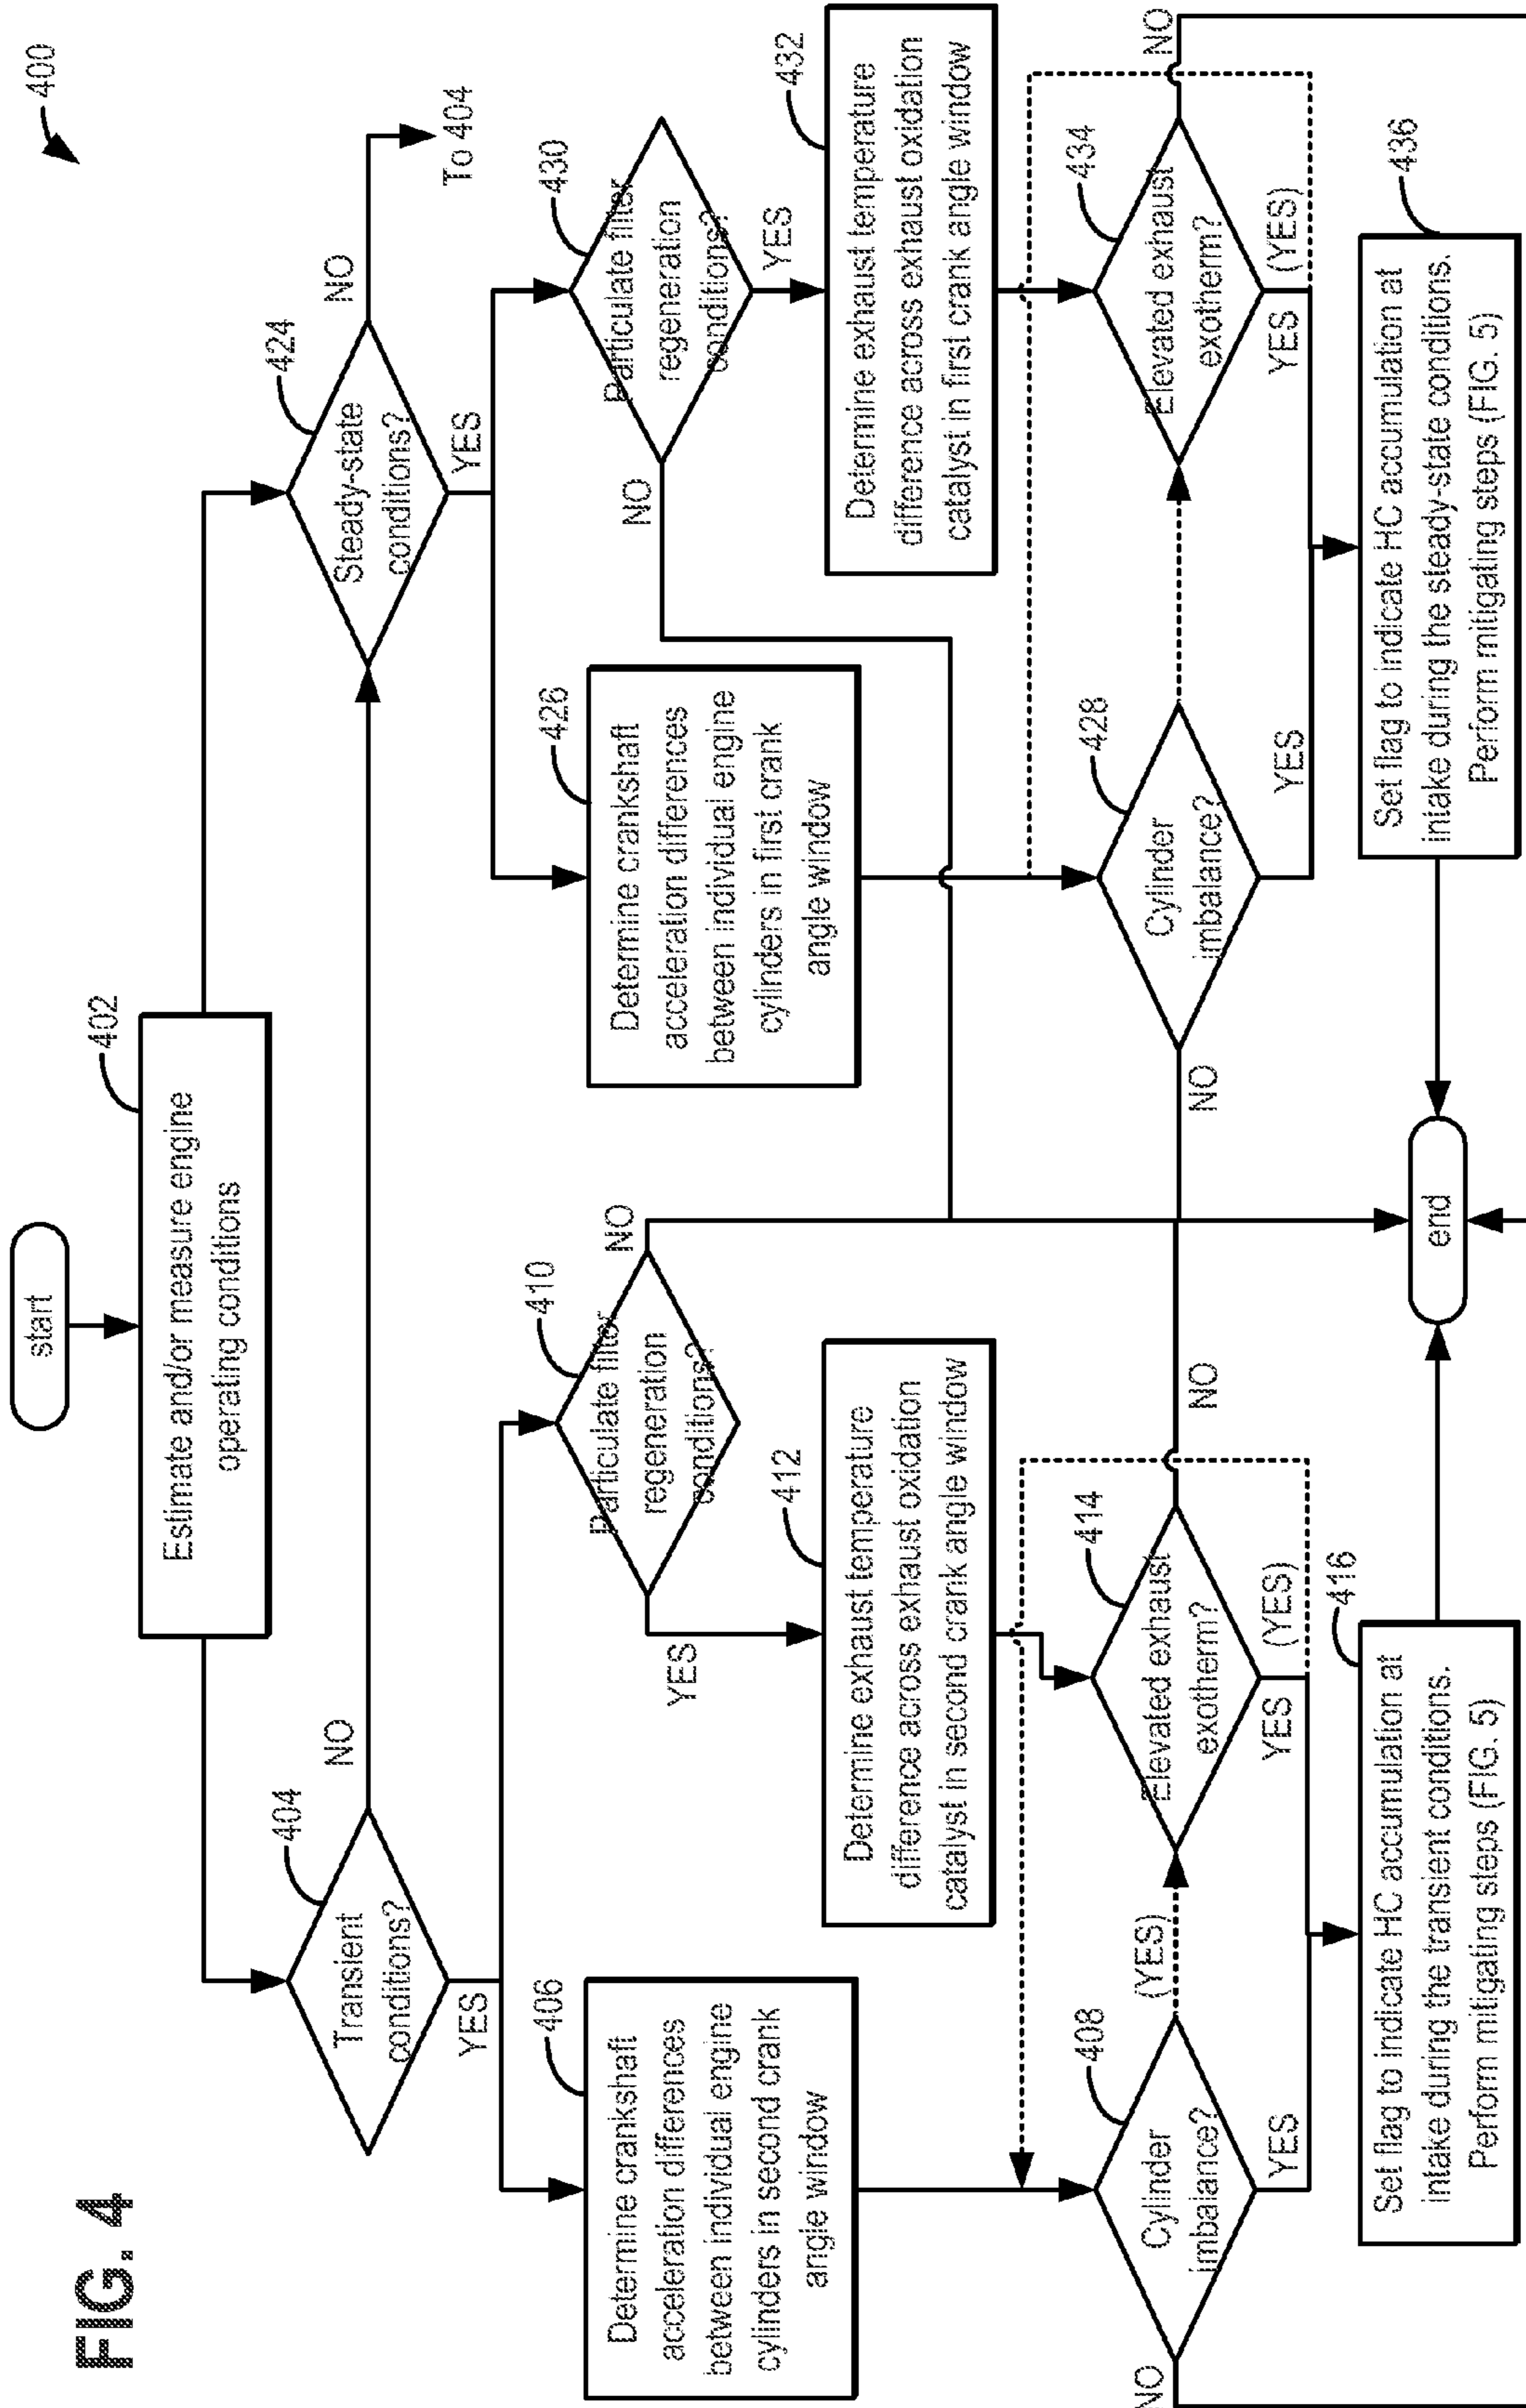 FIG. 4
400
start
402
Estimate and/or measure engine
operating conditions
404
Transient
conditions?
NO
YES
424
Steady-state
conditions?
NO
To 404
YES
406
Determine crankshaft
acceleration differences
between individual engine
cylinders in second crank
angle window
410
Particulate filter
regeneration
conditions?
NO
YES
426
Determine crankshaft
acceleration differences
between individual engine
cylinders in first crank
angle window
430
Particulate filter
regeneration
conditions?
NO
YES
412
Determine exhaust temperature
difference across exhaust oxidation
catalyst in second crank angle window
432
Determine exhaust temperature
difference across exhaust oxidation
catalyst in first crank angle window
408
Cylinder
imbalance?
NO
(YES)
YES
414
Elevated exhaust
exotherm?
NO
YES
(YES)
428
Cylinder
imbalance?
NO
YES
434
Elevated exhaust
exotherm?
NO
YES
(YES)
416
Set flag to indicate HC accumulation at
intake during the transient conditions.
Perform mitigating steps (FIG. 5)
end
436
Set flag to indicate HC accumulation at
intake during the steady-state conditions.
Perform mitigating steps (FIG. 5)